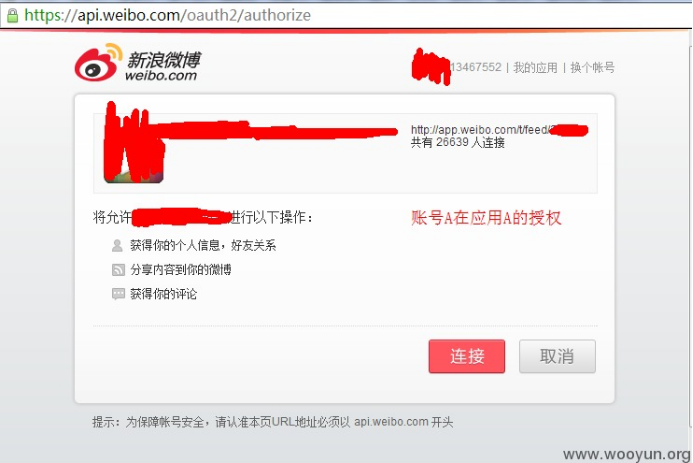 https://api.weibo.com/oauth2/authorize
新浪微博
weibo.com
13467552 | 我的应用 | 换个帐号
http://app.weibo.com/t/feed/
共有 26639 人连接
将允许 进行以下操作：
账号A在应用A的授权
获得你的个人信息，好友关系
分享内容到你的微博
获得你的评论
连接 取消
提示：为保障帐号安全，请认准本页URL地址必须以 api.weibo.com 开头
www.wooyun.org